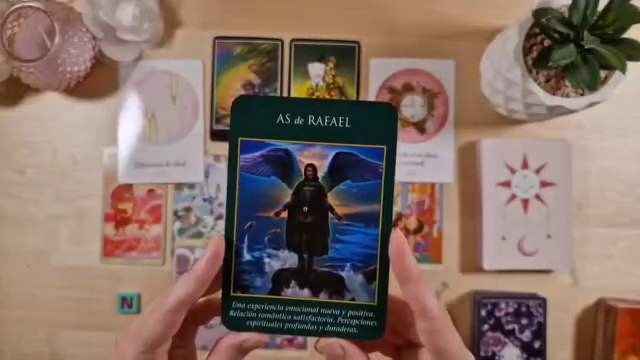 AS de RAFAEL
Una experiencia emocional nueva y positiva.
Relación romántica satisfactoria. Percepciones
espirituales profundas y duraderas.
N